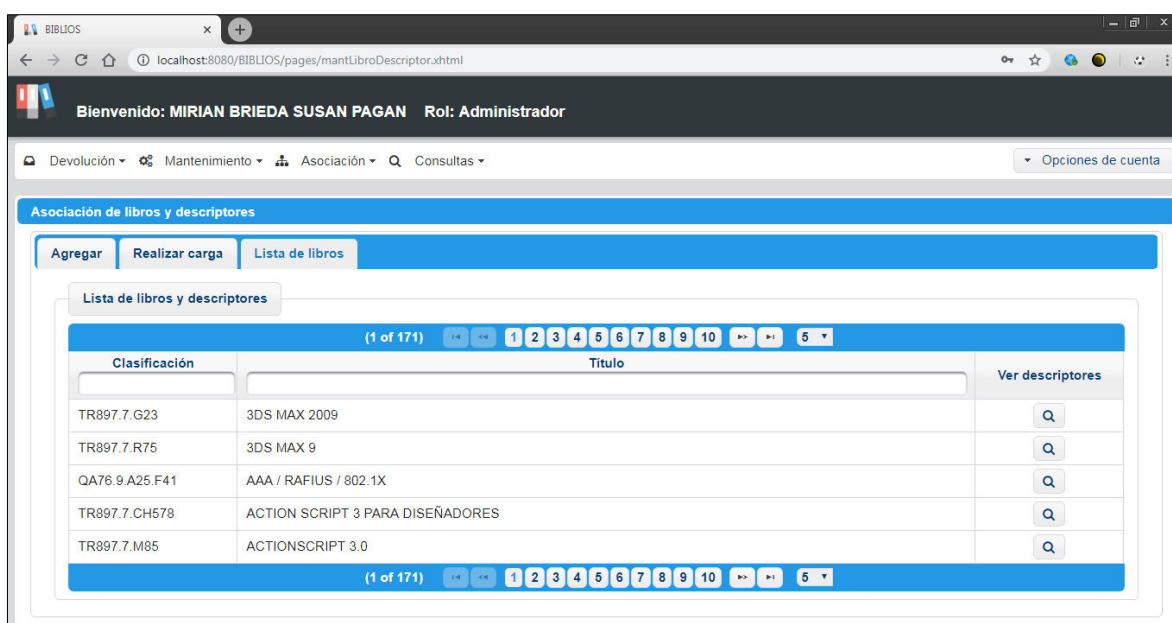 BIBLIOS
localhost:8080/BIBLIOS/pages/mantLibroDescriptor.xhtml
Bienvenido: MIRIAN BRIEDA SUSAN PAGAN Rol: Administrador
Devolución Mantenimiento Asociación Consultas Opciones de cuenta
Asociación de libros y descriptores
Agregar Realizar carga Lista de libros
Lista de libros y descriptores
(1 of 171) 1 2 3 4 5 6 7 8 9 10 5
Clasificación Título Ver descriptores
TR897.7.G23 3DS MAX 2009
TR897.7.R75 3DS MAX 9
QA76.9.A25.F41 AAA / RAFIUS / 802.1X
TR897.7.CH578 ACTION SCRIPT 3 PARA DISEÑADORES
TR897.7.M85 ACTIONSCRIPT 3.0
(1 of 171) 1 2 3 4 5 6 7 8 9 10 5